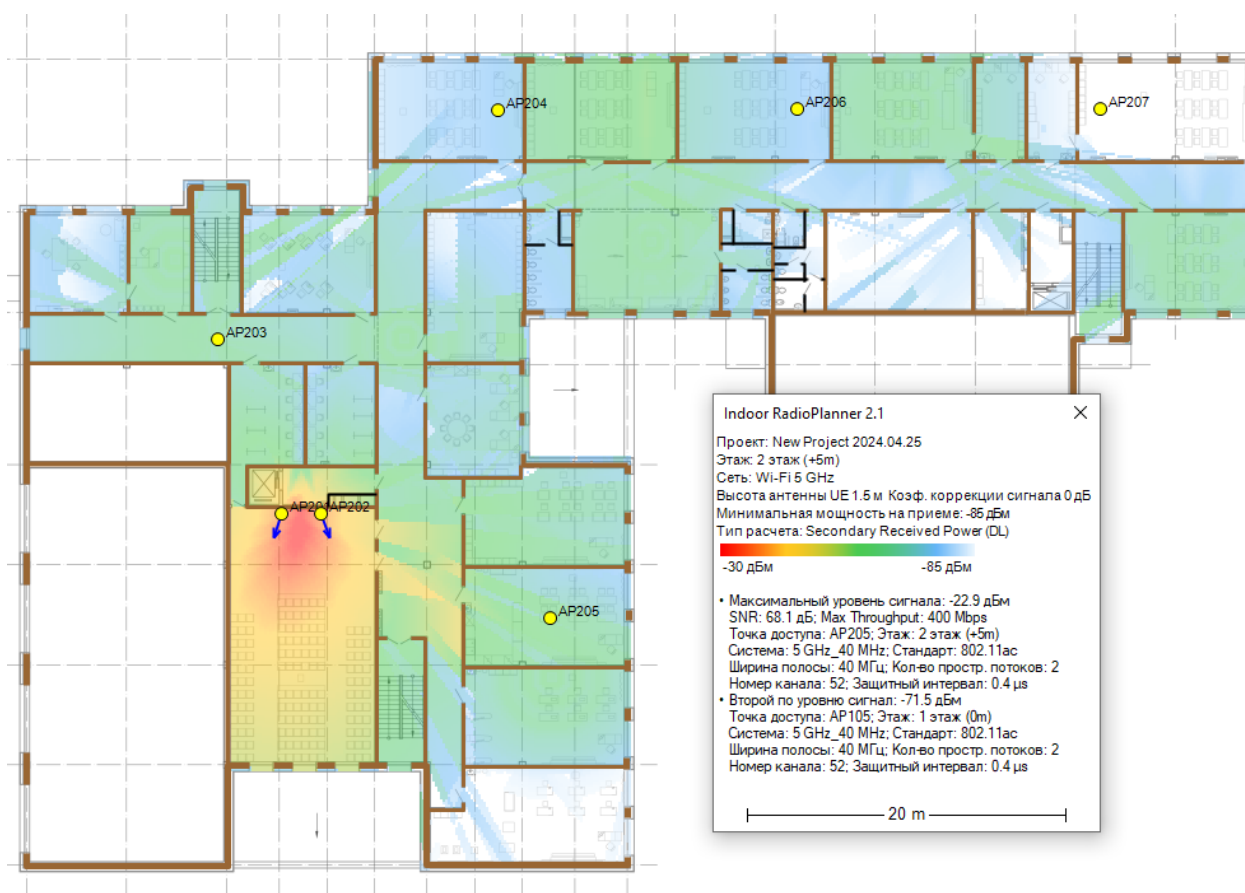 AP204
AP206
AP207
AP203
AP202
AP205
Indoor RadioPlanner 2.1
Проект: New Project 2024.04.25
Этаж: 2 этаж (+5m)
Сеть: Wi-Fi 5 GHz
Высота антенны UE 1.5 м Коэф. коррекции сигнала 0 дБ
Минимальная мощность на приеме: -85 дБм
Тип расчета: Secondary Received Power (DL)
-30 дБм -85 дБм
• Максимальный уровень сигнала: -22.9 дБм
SNR: 68.1 дБ; Max Throughput: 400 Mbps
Точка доступа: AP205; Этаж: 2 этаж (+5m)
Система: 5 GHz_40 MHz; Стандарт: 802.11ac
Ширина полосы: 40 МГц; Кол-во простр. потоков: 2
Номер канала: 52; Защитный интервал: 0.4 µs
• Второй по уровню сигнал: -71.5 дБм
Точка доступа: AP105; Этаж: 1 этаж (0m)
Система: 5 GHz_40 MHz; Стандарт: 802.11ac
Ширина полосы: 40 МГц; Кол-во простр. потоков: 2
Номер канала: 52; Защитный интервал: 0.4 µs
20 m